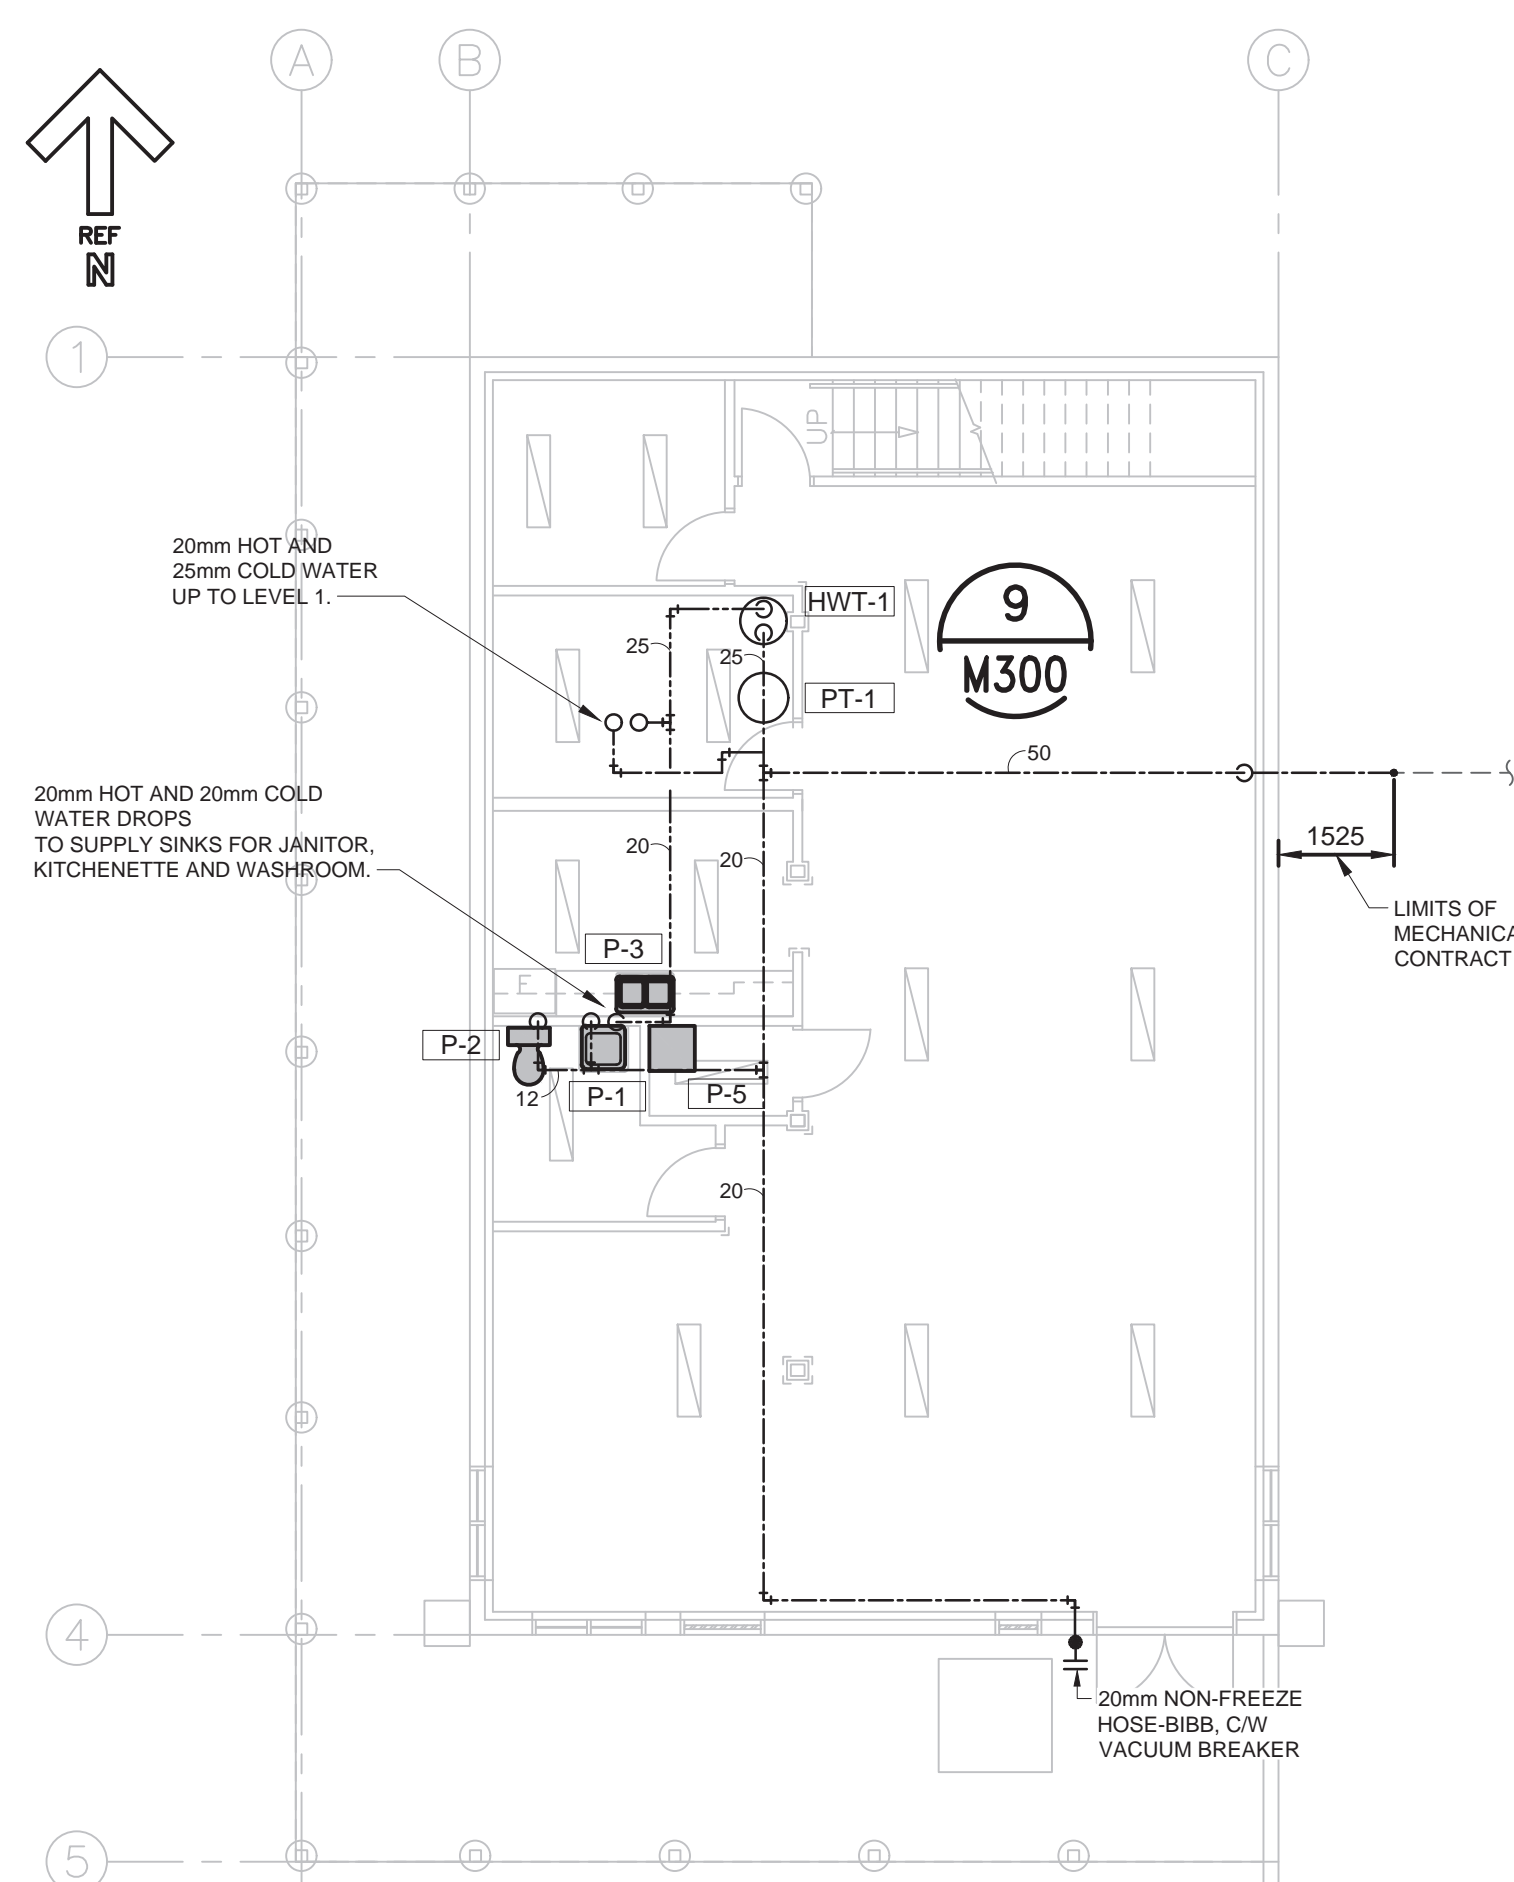 A
B
C
REF
N
1
UP
20mm HOT AND
25mm COLD WATER
UP TO LEVEL 1.
HWT-1
9
M300
25
25
PT-1
50
20mm HOT AND 20mm COLD
WATER DROPS
TO SUPPLY SINKS FOR JANITOR,
KITCHENETTE AND WASHROOM.
20
20
1525
LIMITS OF
MECHANICA
CONTRACT
P-3
F
P-2
12
P-1
P-5
20
4
20mm NON-FREEZE
HOSE-BIBB, C/W
VACUUM BREAKER
5